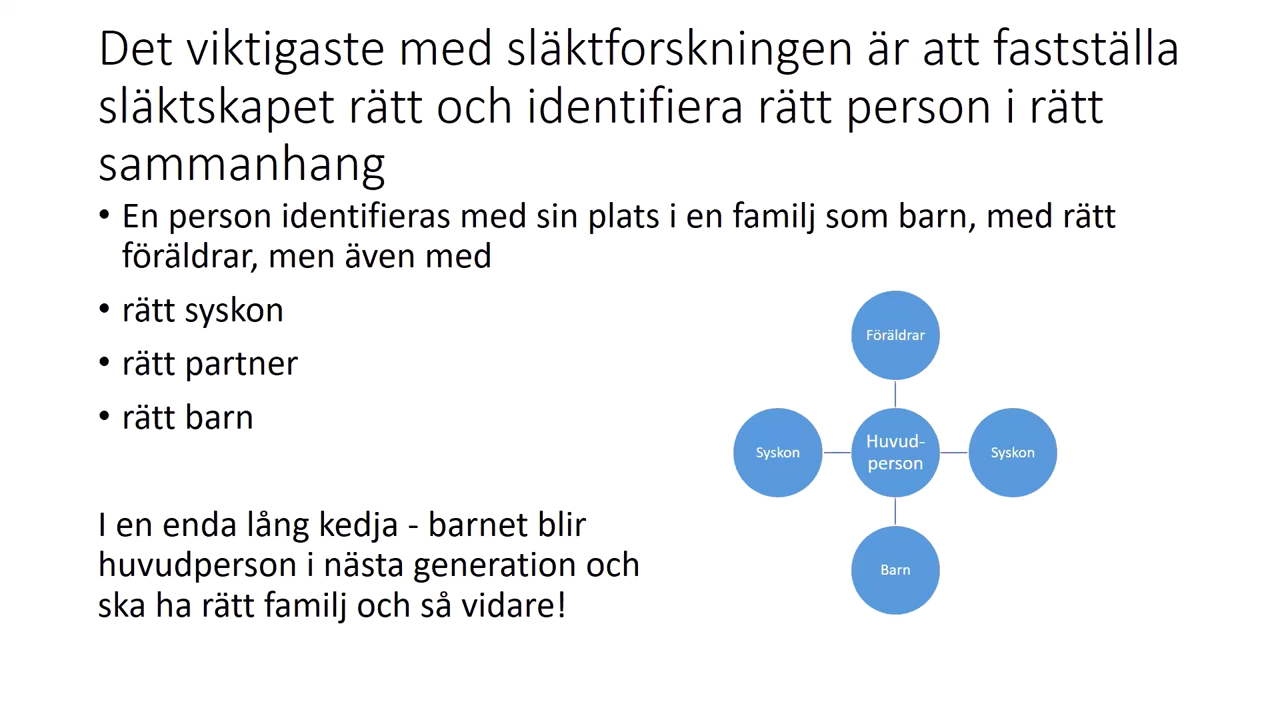 Det viktigaste med släktforskningen är att fastställa
släktskapet rätt och identifiera rätt person i rätt
sammanhang
• En person identifieras med sin plats i en familj som barn, med rätt
föräldrar, men även med
• rätt syskon
• rätt partner
• rätt barn
I en enda lång kedja - barnet blir
huvudperson i nästa generation och
ska ha rätt familj och så vidare!
Föräldrar
Syskon
Huvud-
person
Syskon
Barn